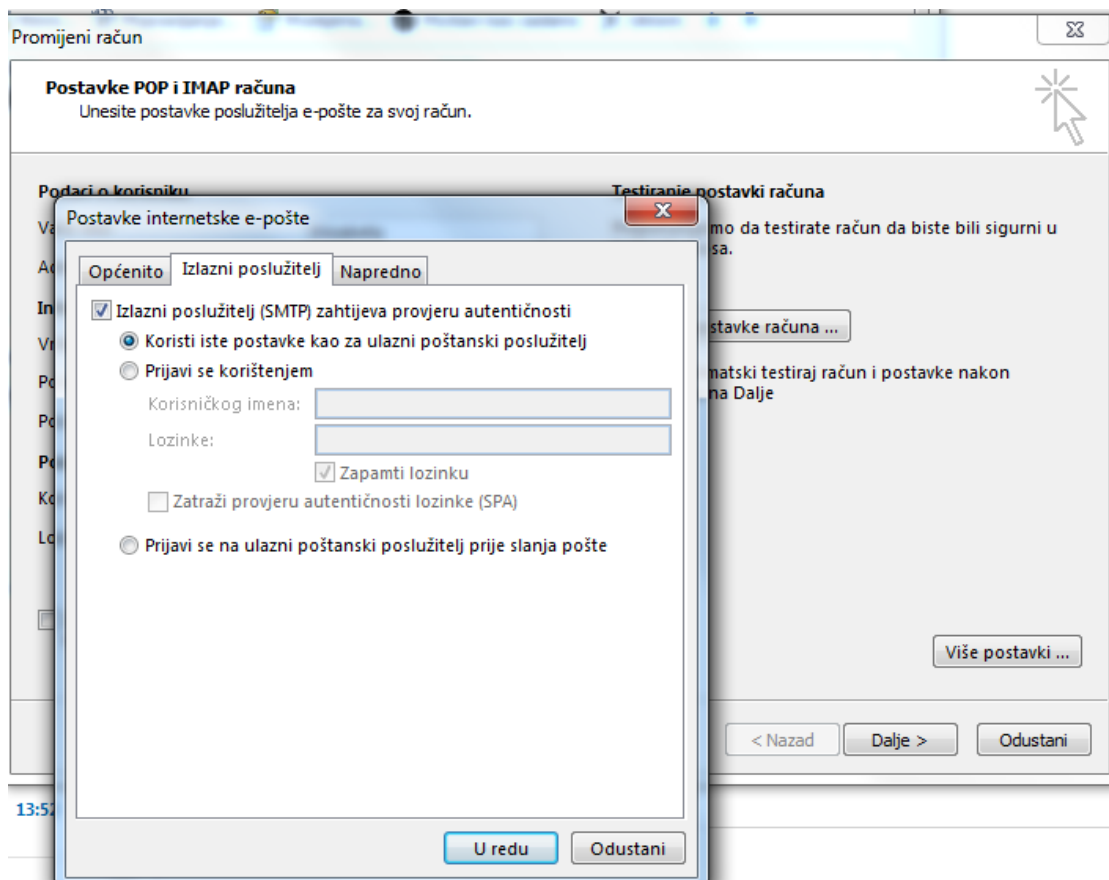 Promijeni račun
Postavke POP i IMAP računa
Unesite postavke poslužitelja e-pošte za svoj račun.
Podaci o korisniku
Testiranje postavki računa
Postavke internetske e-pošte
mo da testirate račun da biste bili sigurni u
sa.
Općenito
Izlazni poslužitelj
Napredno
Izlazni poslužitelj (SMTP) zahtijeva provjeru autentičnosti
stavke računa ...
Koristi iste postavke kao za ulazni poštanski poslužitelj
Prijavi se korištenjem
matski testiraj račun i postavke nakon
na Dalje
Korisničkog imena:
Lozinke:
Zapamti lozinku
Zatraži provjeru autentičnosti lozinke (SPA)
Prijavi se na ulazni poštanski poslužitelj prije slanja pošte
Više postavki ...
< Nazad
Dalje >
Odustani
13:52
U redu
Odustani